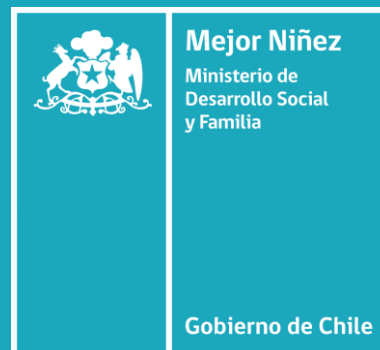 Mejor Niñez
Ministerio de
Desarrollo Social
y Familia
Gobierno de Chile